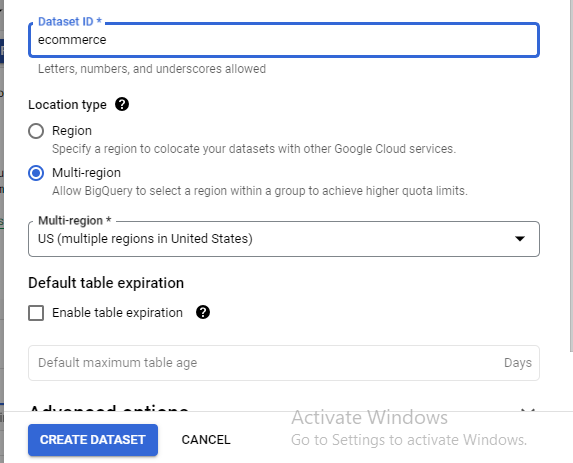 Dataset ID *
ecommerce
Letters, numbers, and underscores allowed
Location type ?
Region
Specify a region to colocate your datasets with other Google Cloud services.
Multi-region
Allow BigQuery to select a region within a group to achieve higher quota limits.
Multi-region *
US (multiple regions in United States)
Default table expiration
Enable table expiration ?
Default maximum table age Days
Advanced options
Activate Windows
CREATE DATASET CANCEL Go to Settings to activate Windows.